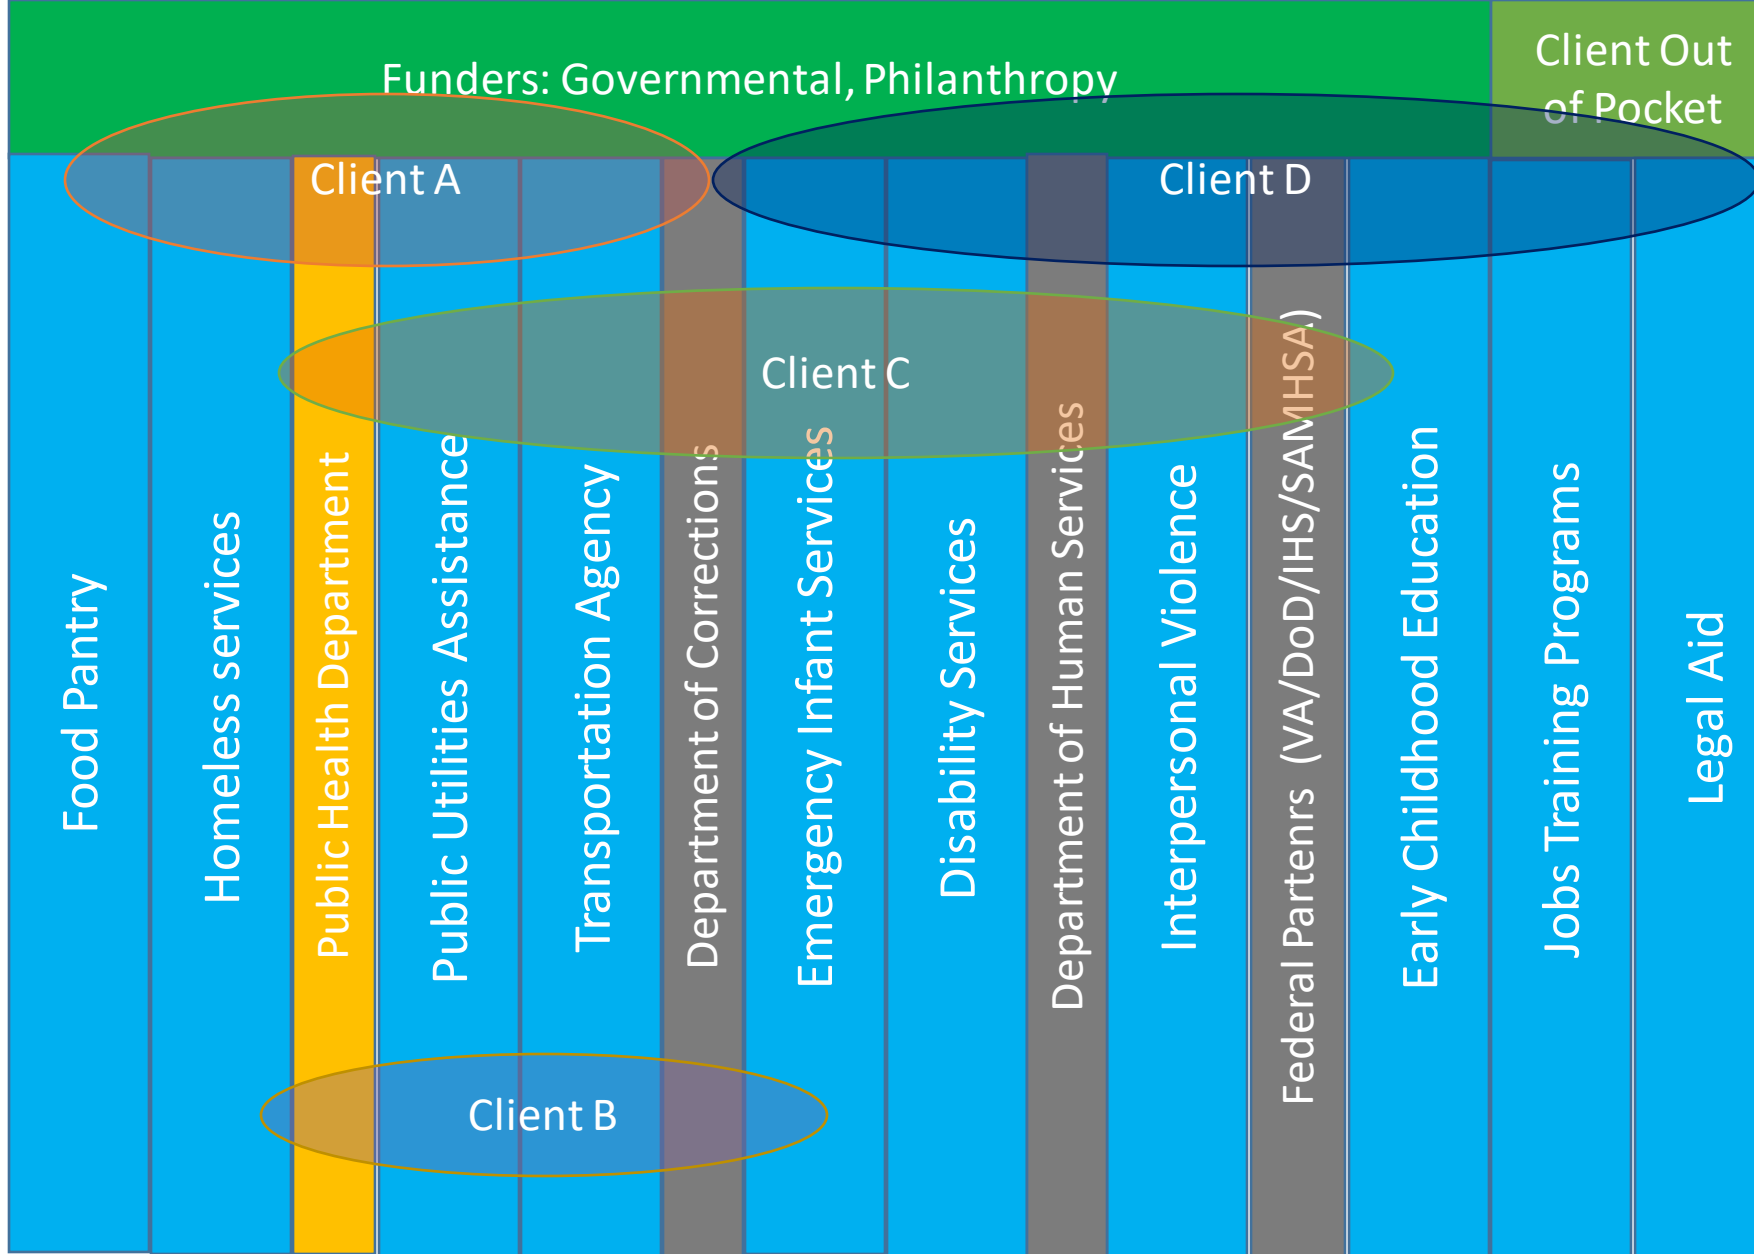 Funders: Governmental, Philanthropy
Client Out
of Pocket
Client A
Client D
Client C
Client B
Food Pantry
Homeless services
Public Health Department
Public Utilities Assistance
Transportation Agency
Department of Corrections
Emergency Infant Services
Disability Services
Department of Human Services
Interpersonal Violence
Federal Partenrs (VA/DoD/IHS/SAMHSA)
Early Childhood Education
Jobs Training Programs
Legal Aid